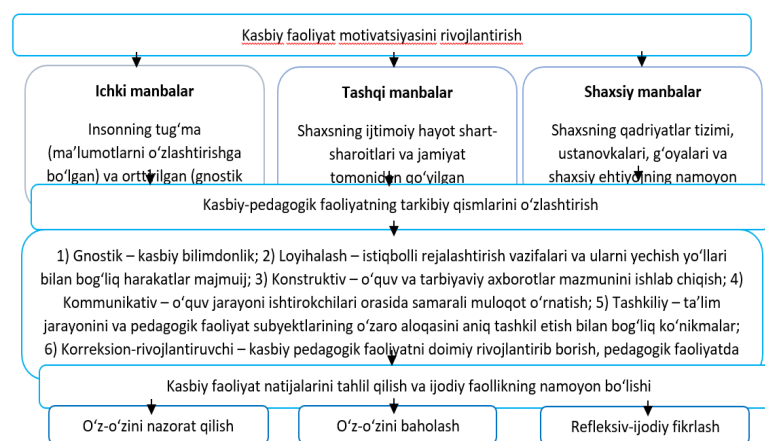 Kasbiy faoliyat motivatsiyasini rivojlantirish
Ichki manbalar
Insonning tug‘ma
(ma’lumotlarni o‘zlashtirishga
bo‘lgan) va orttirilgan (gnostik
Tashqi manbalar
Shaxsning ijtimoiy hayot shart-
sharoitlari va jamiyat
tomonidan qo‘yilgan
Shaxsiy manbalar
Shaxsning qadriyatlar tizimi,
ustanovkalari, g‘oyalari va
shaxsiy ehtiyojning namoyon
Kasbiy-pedagogik faoliyatning tarkibiy qismlarini o‘zlashtirish
1) Gnostik – kasbiy bilimdonlik; 2) Loyihalash – istiqbolli rejalashtirish vazifalari va ularni yechish yo‘llari
bilan bog‘liq harakatlar majmuij; 3) Konstruktiv – o‘quv va tarbiyaviy axborotlar mazmunini ishlab chiqish; 4)
Kommunikativ – o‘quv jarayoni ishtirokchilari orasida samarali muloqot o‘rnatish; 5) Tashkiliy – ta’lim
jarayonini va pedagogik faoliyat subyektlarining o‘zaro aloqasini aniq tashkil etish bilan bog‘liq ko‘nikmalar;
6) Korreksion-rivojlantiruvchi – kasbiy pedagogik faoliyatni doimiy rivojlantirib borish, pedagogik faoliyatda
Kasbiy faoliyat natijalarini tahlil qilish va ijodiy faollikning namoyon bo‘lishi
O‘z-o‘zini nazorat qilish
O‘z-o‘zini baholash
Refleksiv-ijodiy fikrlash